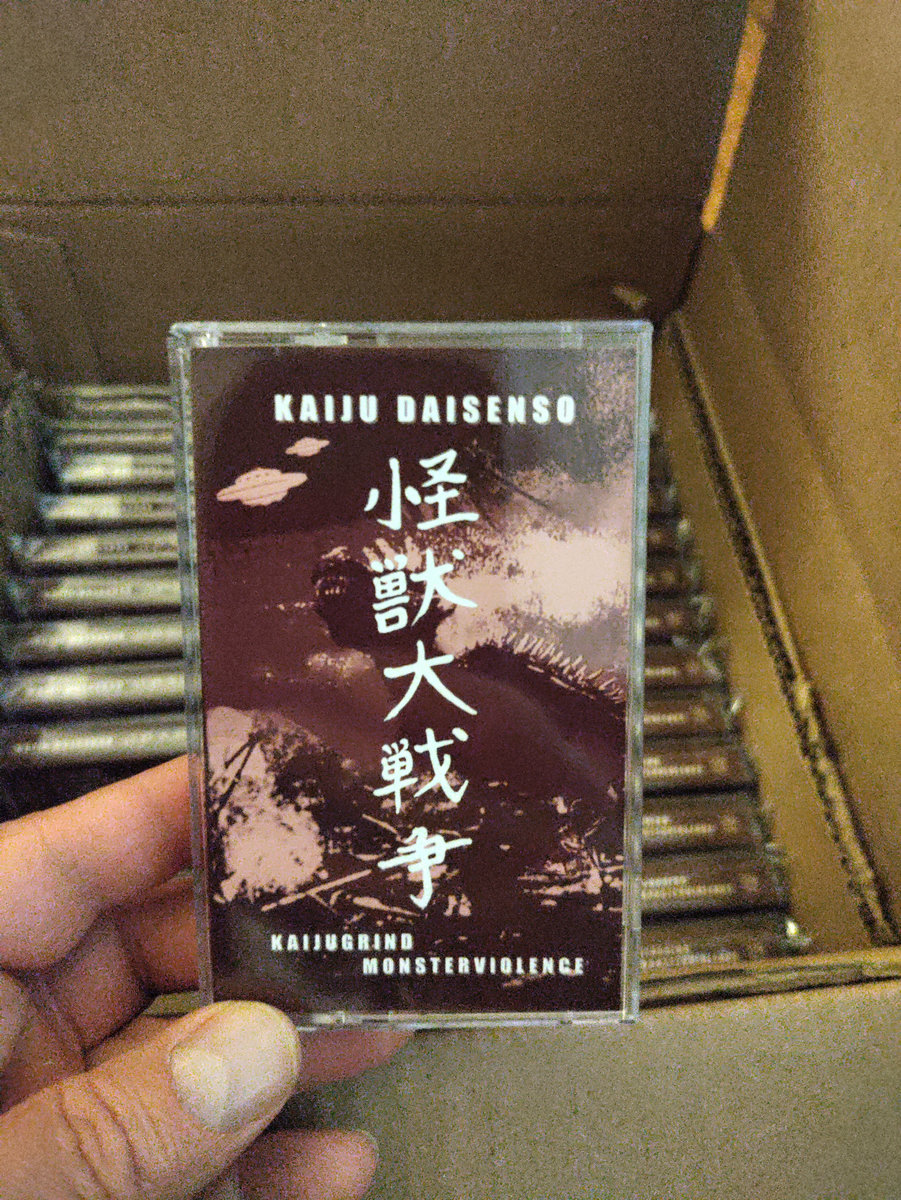 KAIJU DAISENSO
怪獣大戦争
KAIJUGRIND
MONSTERVIOLENCE